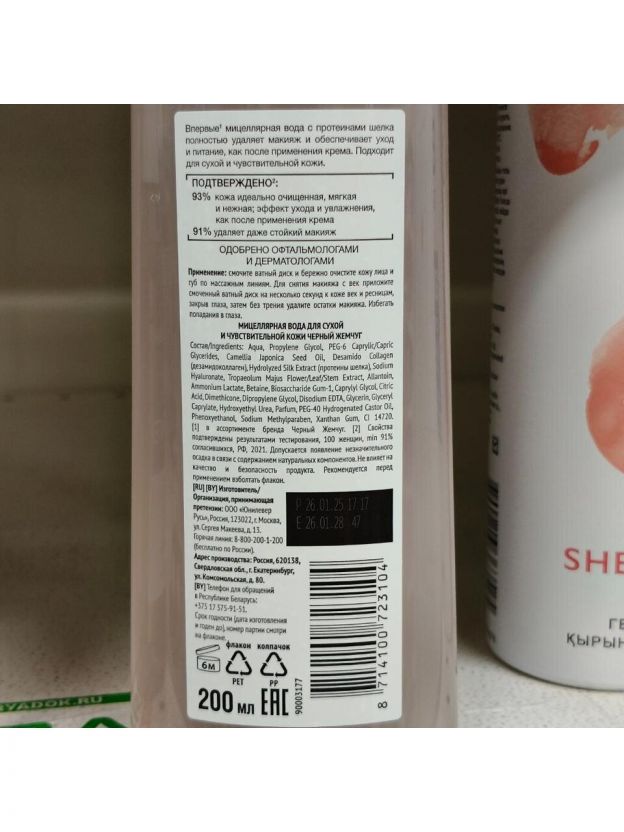 Впервые¹ мицеллярная вода с протеинами шелка
полностью удаляет макияж и обеспечивает уход
и питание, как после применения крема. Подходит
для сухой и чувствительной кожи.
ПОДТВЕРЖДЕНО²:
93% кожа идеально очищенная, мягкая
и нежная; эффект ухода и увлажнения,
как после применения крема
91% удаляет даже стойкий макияж
ОДОБРЕНО ОФТАЛЬМОЛОГАМИ
И ДЕРМАТОЛОГАМИ
Применение: смочите ватный диск и бережно очистите кожу лица и
губ по массажным линиям. Для снятия макияжа с век приложите
смоченный ватный диск на несколько секунд к коже век и ресницам,
закрыв глаза, затем без трения удалите остатки макияжа. Избегать
попадания в глаза.
МИЦЕЛЛЯРНАЯ ВОДА ДЛЯ СУХОЙ
И ЧУВСТВИТЕЛЬНОЙ КОЖИ ЧЕРНЫЙ ЖЕМЧУГ
Состав/Ingredients: Aqua, Propylene Glycol, PEG-6 Caprylic/Capric
Glycerides, Camellia Japonica Seed Oil, Desamido Collagen
(дезамидоколлаген), Hydrolyzed Silk Extract (протеины шелка), Sodium
Hyaluronate, Tropaeolum Majus Flower/Leaf/Stem Extract, Allantoin,
Ammonium Lactate, Betaine, Biosaccharide Gum-1, Caprylyl Glycol, Citric
Acid, Dimethicone, Dipropylene Glycol, Disodium EDTA, Glycerin, Glyceryl
Caprylate, Hydroxyethyl Urea, Parfum, PEG-40 Hydrogenated Castor Oil,
Phenoxyethanol, Sodium Methylparaben, Xanthan Gum, CI 14720.
[1] в ассортименте бренда Черный Жемчуг. [2] Свойства
подтверждены результатами тестирования, 100 женщин, min 91%
согласившихся, РФ, 2021. Допускается появление незначительного
осадка в связи с содержанием натуральных компонентов. Не влияет на
качество и безопасность продукта. Рекомендуется перед
применением взболтать флакон.
[RU] [BY] Изготовитель/
Организация, принимающая
претензии: ООО «Юнилевер
Русь», Россия, 123022, г. Москва,
ул. Сергея Макеева, д. 13.
Горячая линия: 8-800-200-1-200
(бесплатно по России).
P 26.01.25 17:17
E 26.01.28 47
Адрес производства: Россия, 620138,
Свердловская обл., г. Екатеринбург,
ул. Комсомольская, д. 80.
[BY] Телефон для обращений
в Республике Беларусь:
+375 17 375-91-51.
Срок годности (дата изготовления
и годен до), номер партии смотри
на флаконе.
флакон колпачок
6м PET PP
200 мл EAC
90003177
8 714100 723104
SHE
ГЕ
ҚЫРЫН
YADOK.RU